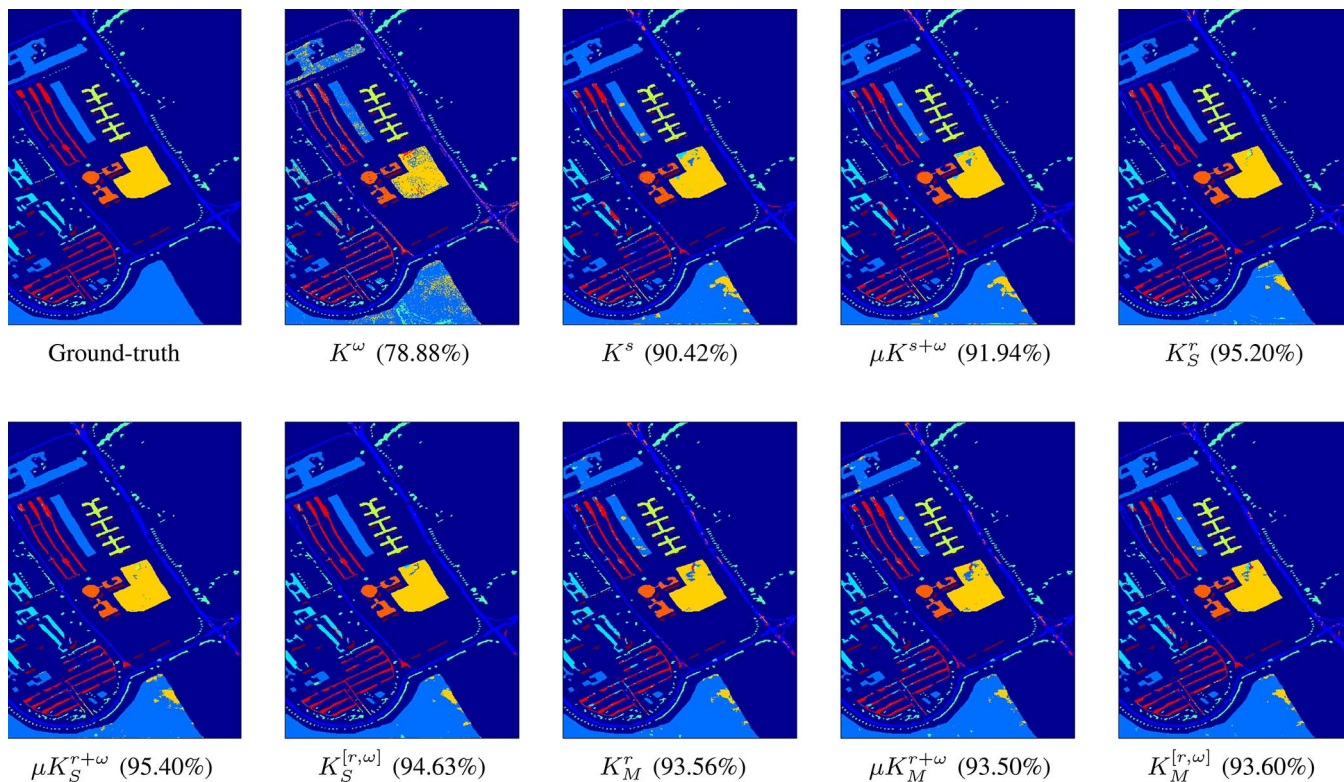 Ground-truth
K^ω (78.88%)
K^s (90.42%)
μK^{s+ω} (91.94%)
K_S^r (95.20%)
μK_S^{r+ω} (95.40%)
K_S^{[r,ω]} (94.63%)
K_M^r (93.56%)
μK_M^{r+ω} (93.50%)
K_M^{[r,ω]} (93.60%)